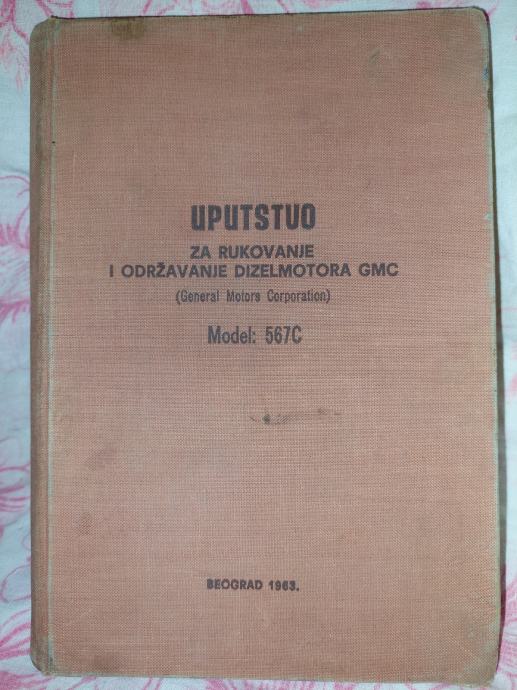 UPUTSTVO
ZA RUKOVANJE
I ODRŽAVANJE DIZELMOTORA GMC
(General Motors Corporation)
Model: 567C
BEOGRAD 1963.